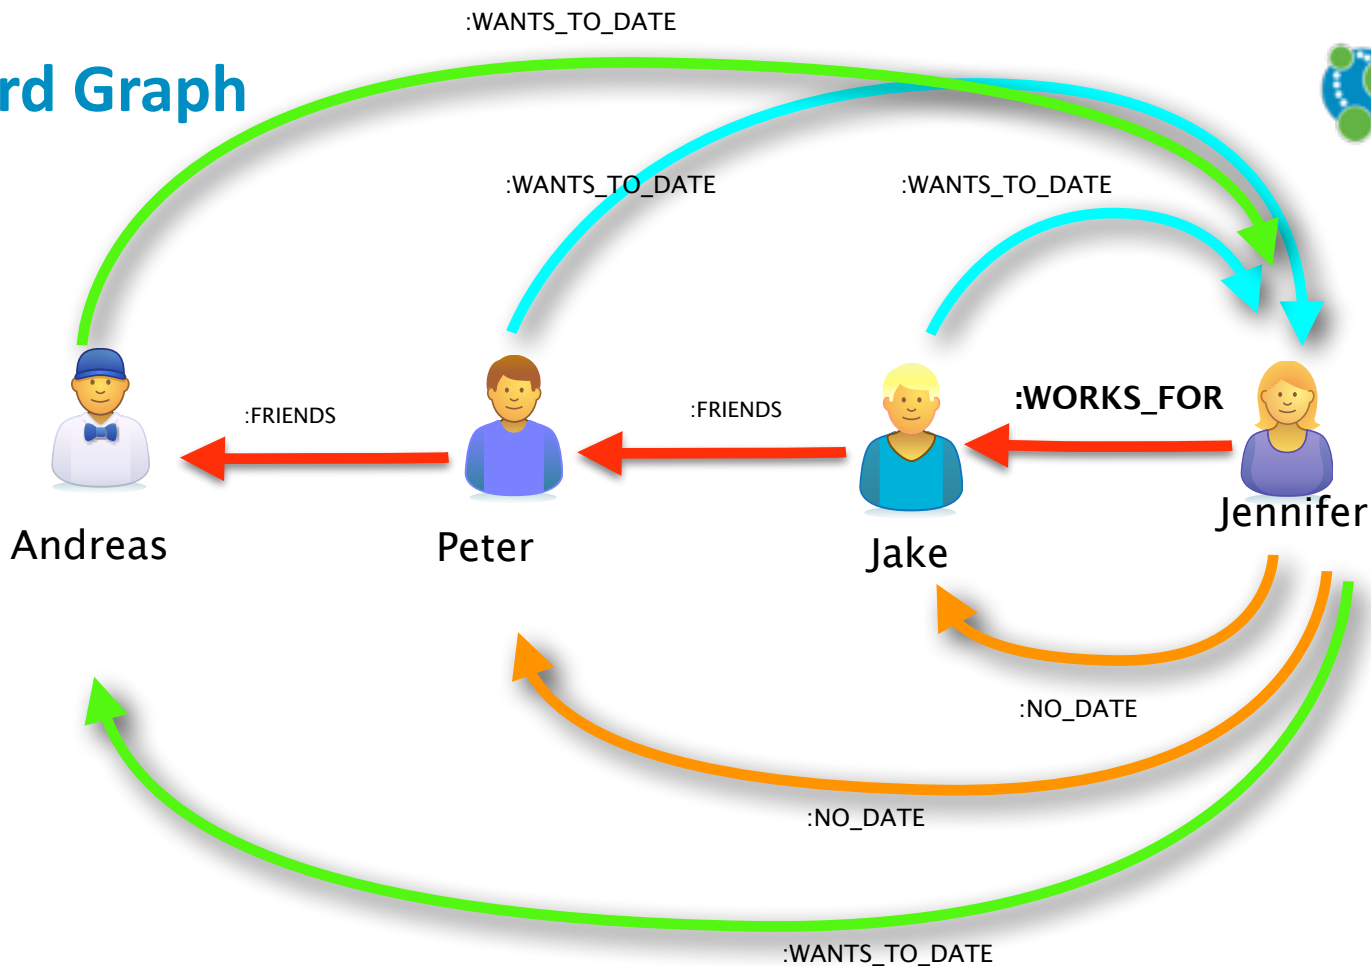 :WANTS_TO_DATE
rd Graph
:WANTS_TO_DATE
:WANTS_TO_DATE
:WORKS_FOR
:FRIENDS
:FRIENDS
Jennifer
Andreas
Peter
Jake
:NO_DATE
:NO_DATE
:WANTS_TO_DATE